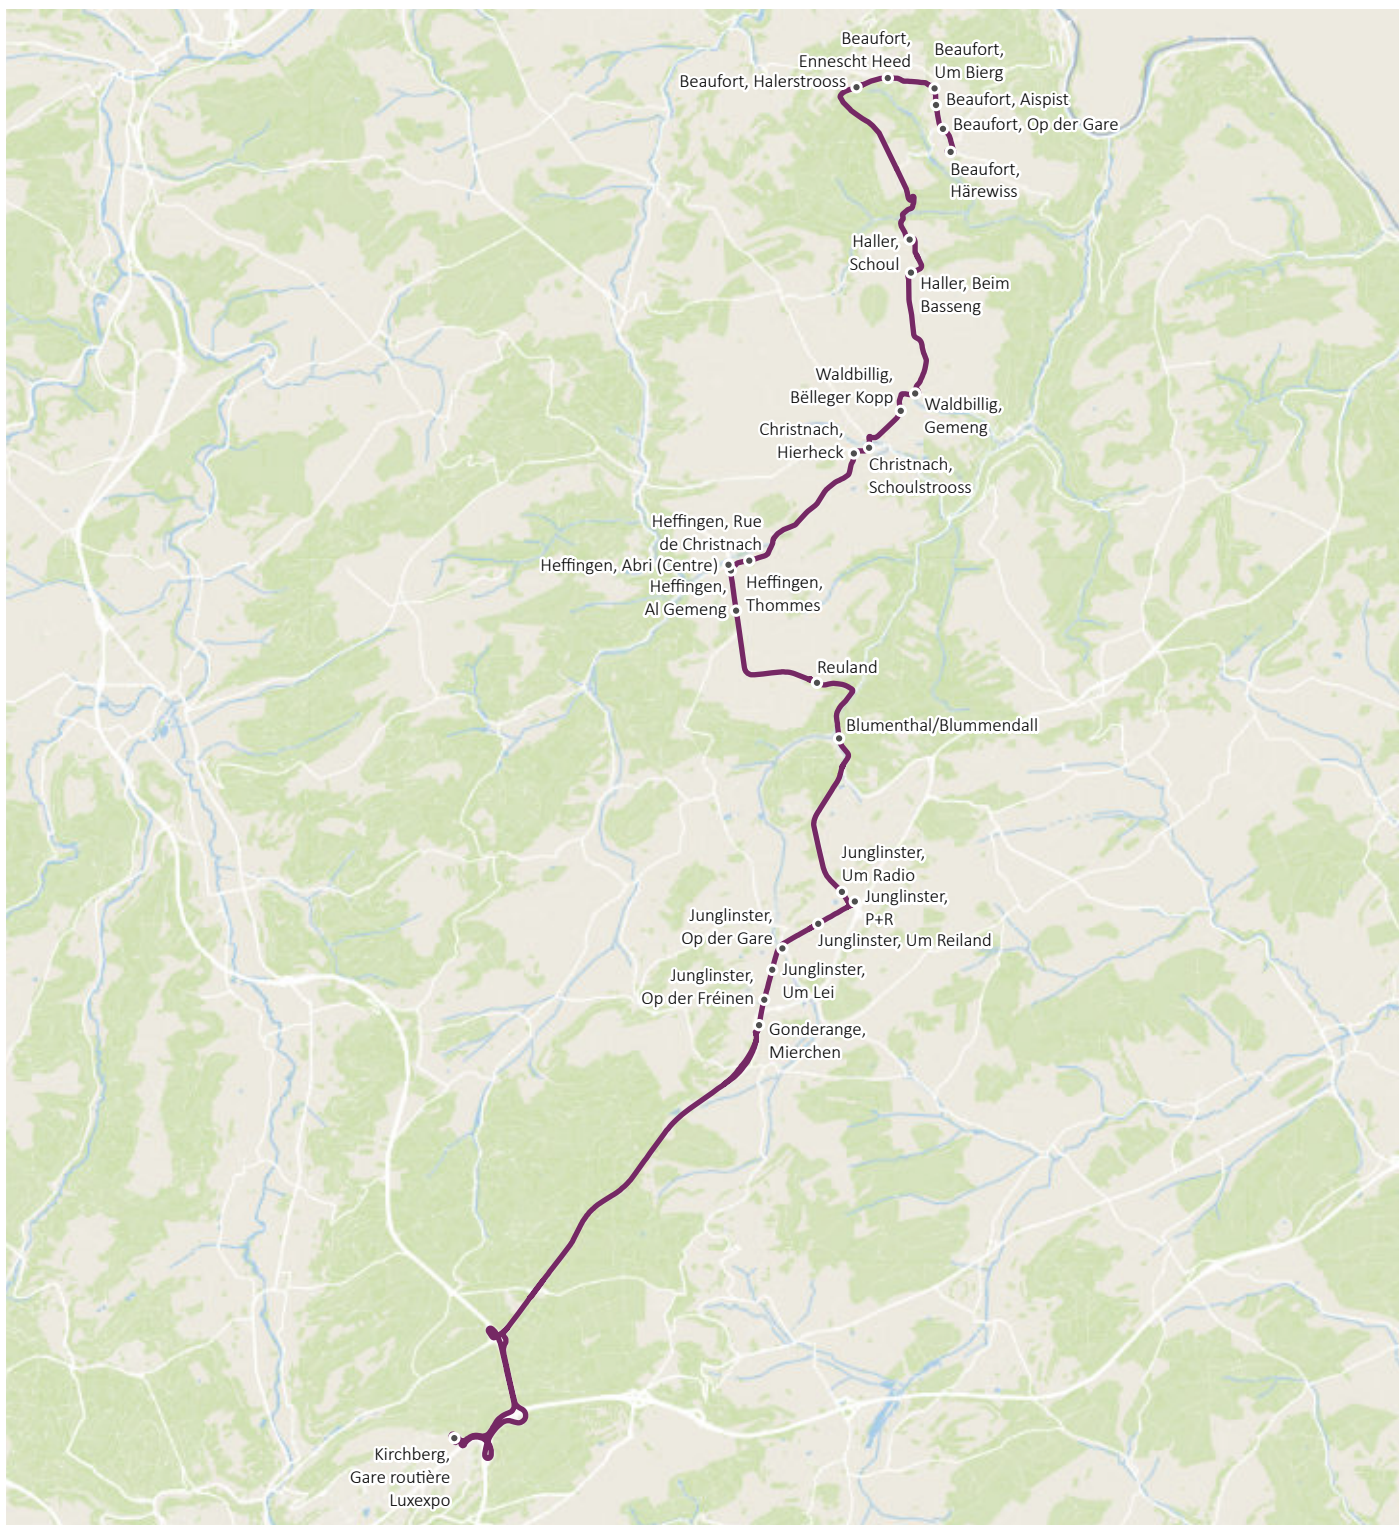 Beaufort,
Ennescht Heed
Beaufort,
Um Bierg
Beaufort, Halerstrooss
Beaufort, Aispist
Beaufort, Op der Gare
Beaufort,
Härewiss
Haller,
Schoul
Haller, Beim
Basseng
Waldbillig,
Bëlleger Kopp
Waldbillig,
Gemeng
Christnach,
Hierheck
Christnach,
Schoulstrooss
Heffingen, Rue
de Christnach
Heffingen, Abri (Centre)
Heffingen,
Thommes
Heffingen,
Al Gemeng
Reuland
Blumenthal/Blummendall
Junglinster,
Um Radio
Junglinster,
P+R
Junglinster,
Op der Gare
Junglinster, Um Reiland
Junglinster,
Um Lei
Junglinster,
Op der Fréinen
Gonderange,
Mierchen
Kirchberg,
Gare routière
Luxexpo